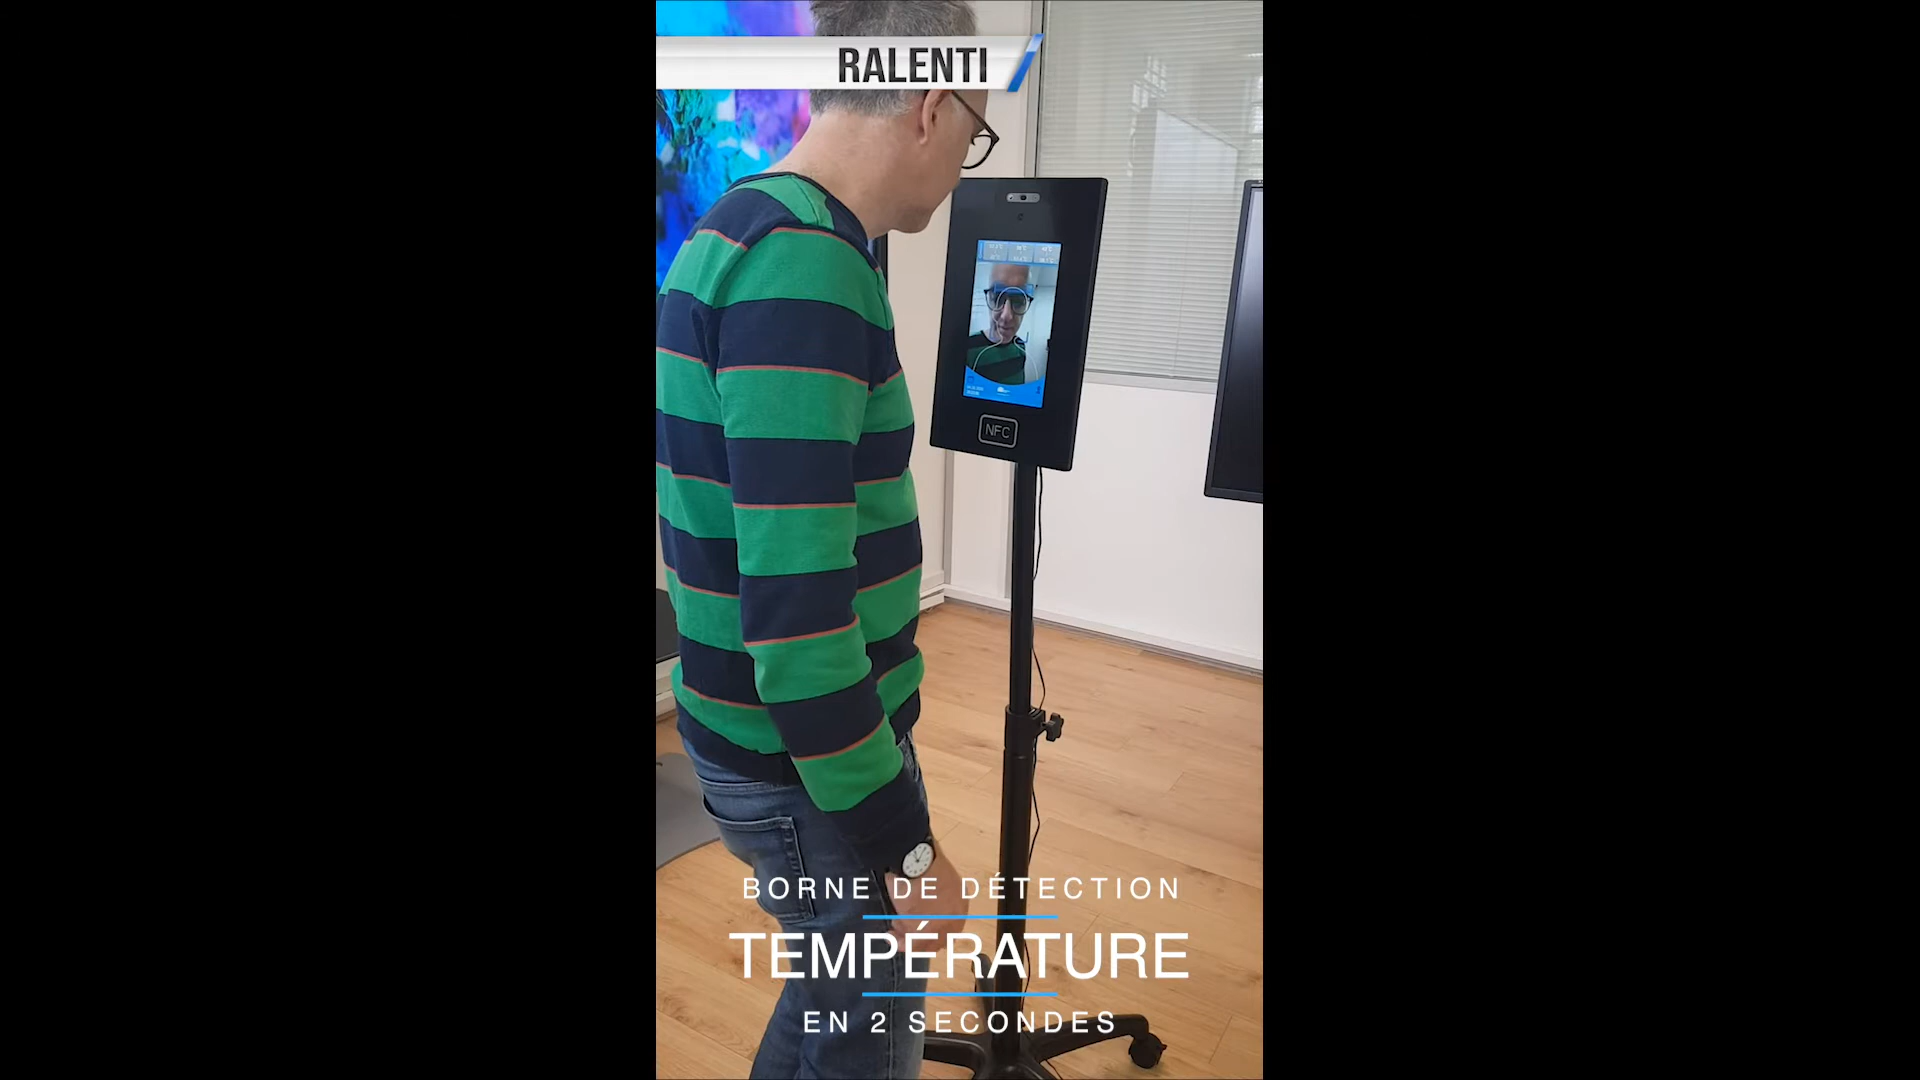 RALENTI
NFC
BORNE DE DÉTECTION
TEMPÉRATURE
EN 2 SECONDES